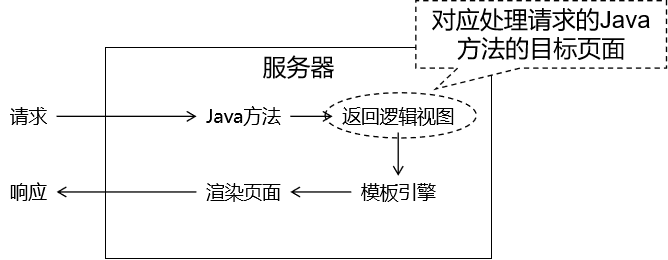 对应处理请求的Java
方法的目标页面
服务器
请求
Java方法
返回逻辑视图
响应
渲染页面
模板引擎